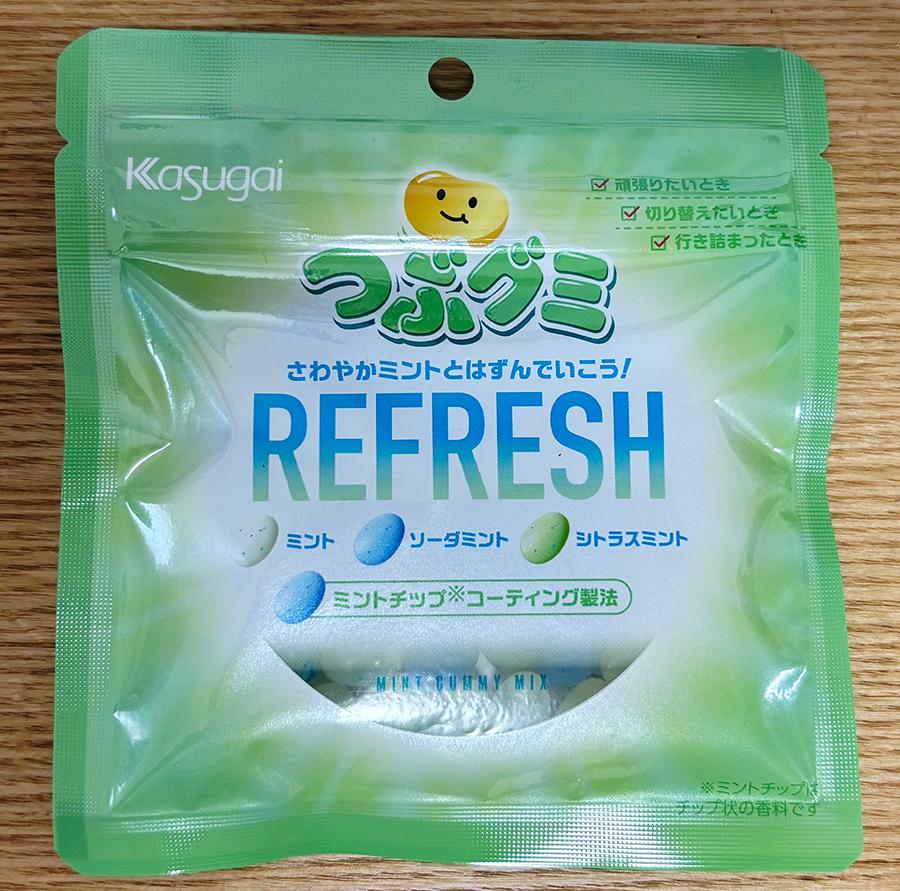 Kasugai
頑張りたいとき
切り替えたいとき
行き詰まったとき
つぶグミ
さわやかミントとはずんでいこう!
REFRESH
ミント ソーダミント シトラスミント
ミントチップ※コーティング製法
MINT GUMMY MIX
※ミントチップは
チップ状の香料です